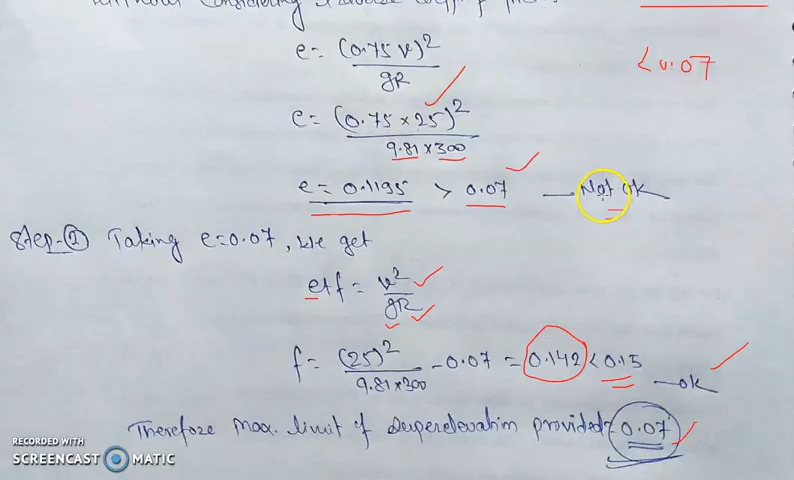 without considering
e = (0.75 v)² / gR
< 0.07
e = (0.75 × 25)² / 9.81 × 300
e = 0.1195 > 0.07 — Not ok
Step-② Taking e=0.07, we get
e+f = v² / gR
f = (25)² / 9.81×300 - 0.07 = 0.142 < 0.15 — ok
Therefore max. limit of superelevation provided = 0.07
RECORDED WITH
SCREENCAST MATIC